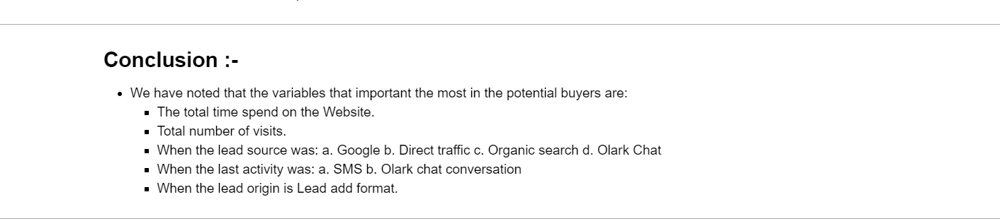 Conclusion :-
We have noted that the variables that important the most in the potential buyers are:
The total time spend on the Website.
Total number of visits.
When the lead source was: a. Google b. Direct traffic c. Organic search d. Olark Chat
When the last activity was: a. SMS b. Olark chat conversation
When the lead origin is Lead add format.